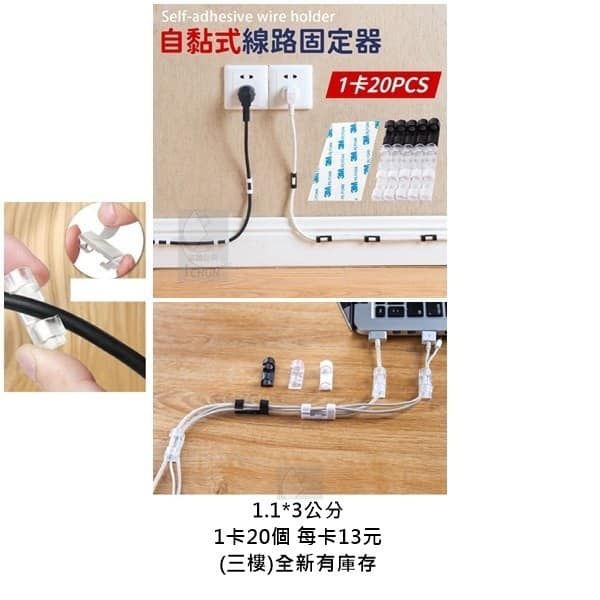 Self-adhesive wire holder
自黏式線路固定器
1卡20PCS
1.1*3公分
1卡20個 每卡13元
(三樓)全新有庫存